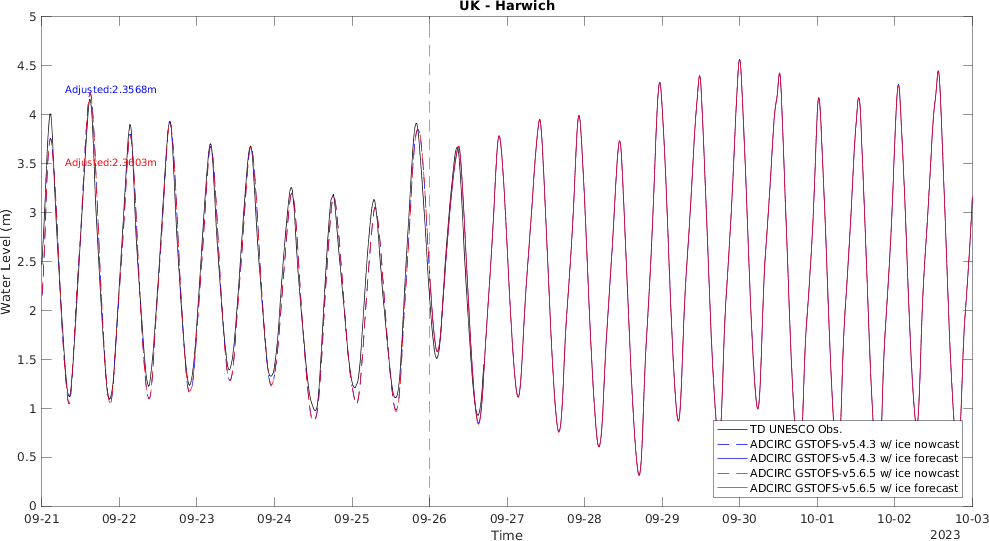 UK - Harwich
5
4.5
4
3.5
3
2.5
2
1.5
1
0.5
0
Water Level (m)
Adjusted:2.3568m
Adjusted:2.3603m
TD UNESCO Obs.
ADCIRC GSTOFS-v5.4.3 w/ ice nowcast
ADCIRC GSTOFS-v5.4.3 w/ ice forecast
ADCIRC GSTOFS-v5.6.5 w/ ice nowcast
ADCIRC GSTOFS-v5.6.5 w/ ice forecast
09-21 09-22 09-23 09-24 09-25 09-26 09-27 09-28 09-29 09-30 10-01 10-02 10-03
Time
2023